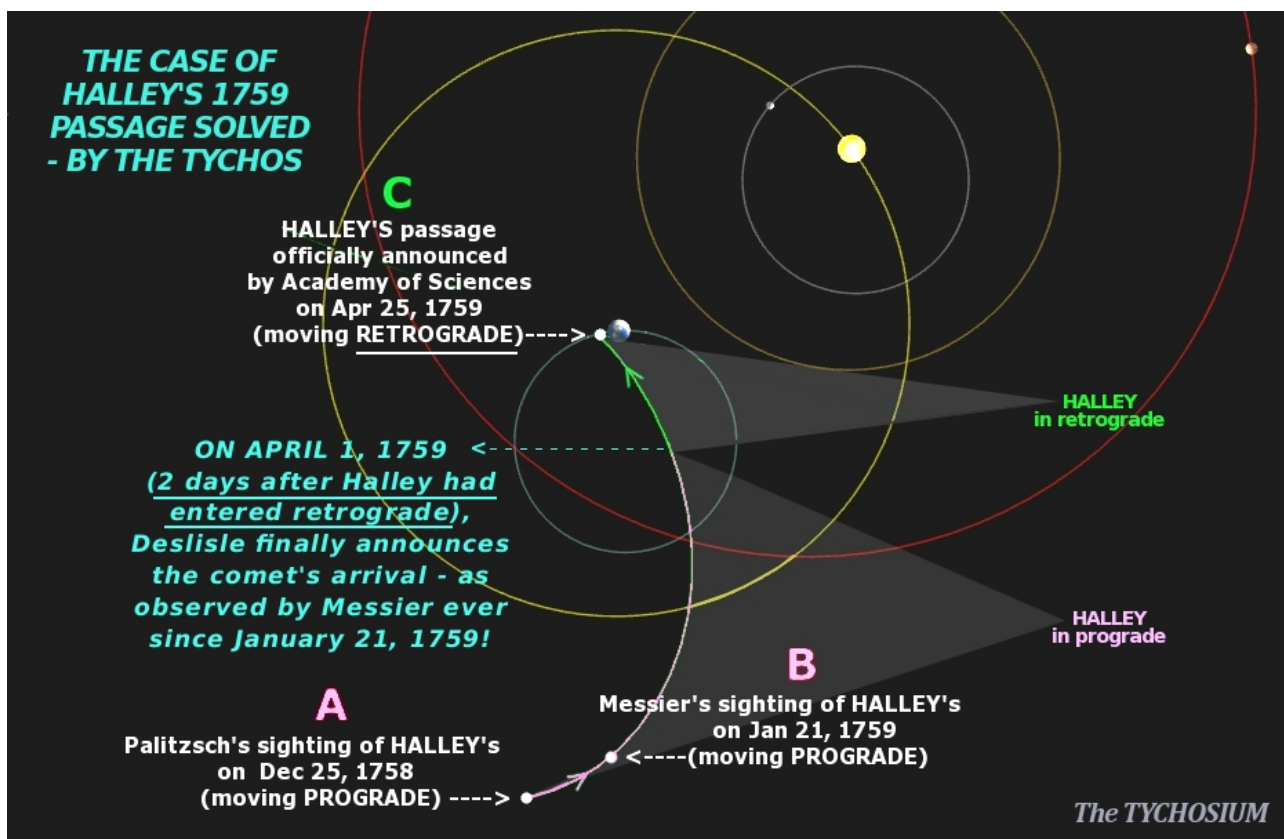 THE CASE OF
HALLEY'S 1759
PASSAGE SOLVED
- BY THE TYCHOS
C
HALLEY'S passage
officially announced
by Academy of Sciences
on Apr 25, 1759
(moving RETROGRADE)---->
HALLEY
in retrograde
ON APRIL 1, 1759 <---------------
(2 days after Halley had
entered retrograde),
Deslisle finally announces
the comet's arrival - as
observed by Messier ever
since January 21, 1759!
HALLEY
in prograde
A
Palitzsch's sighting of HALLEY's
on Dec 25, 1758
(moving PROGRADE) ---->
B
Messier's sighting of HALLEY's
on Jan 21, 1759
<----(moving PROGRADE)
The TYCHOSIUM